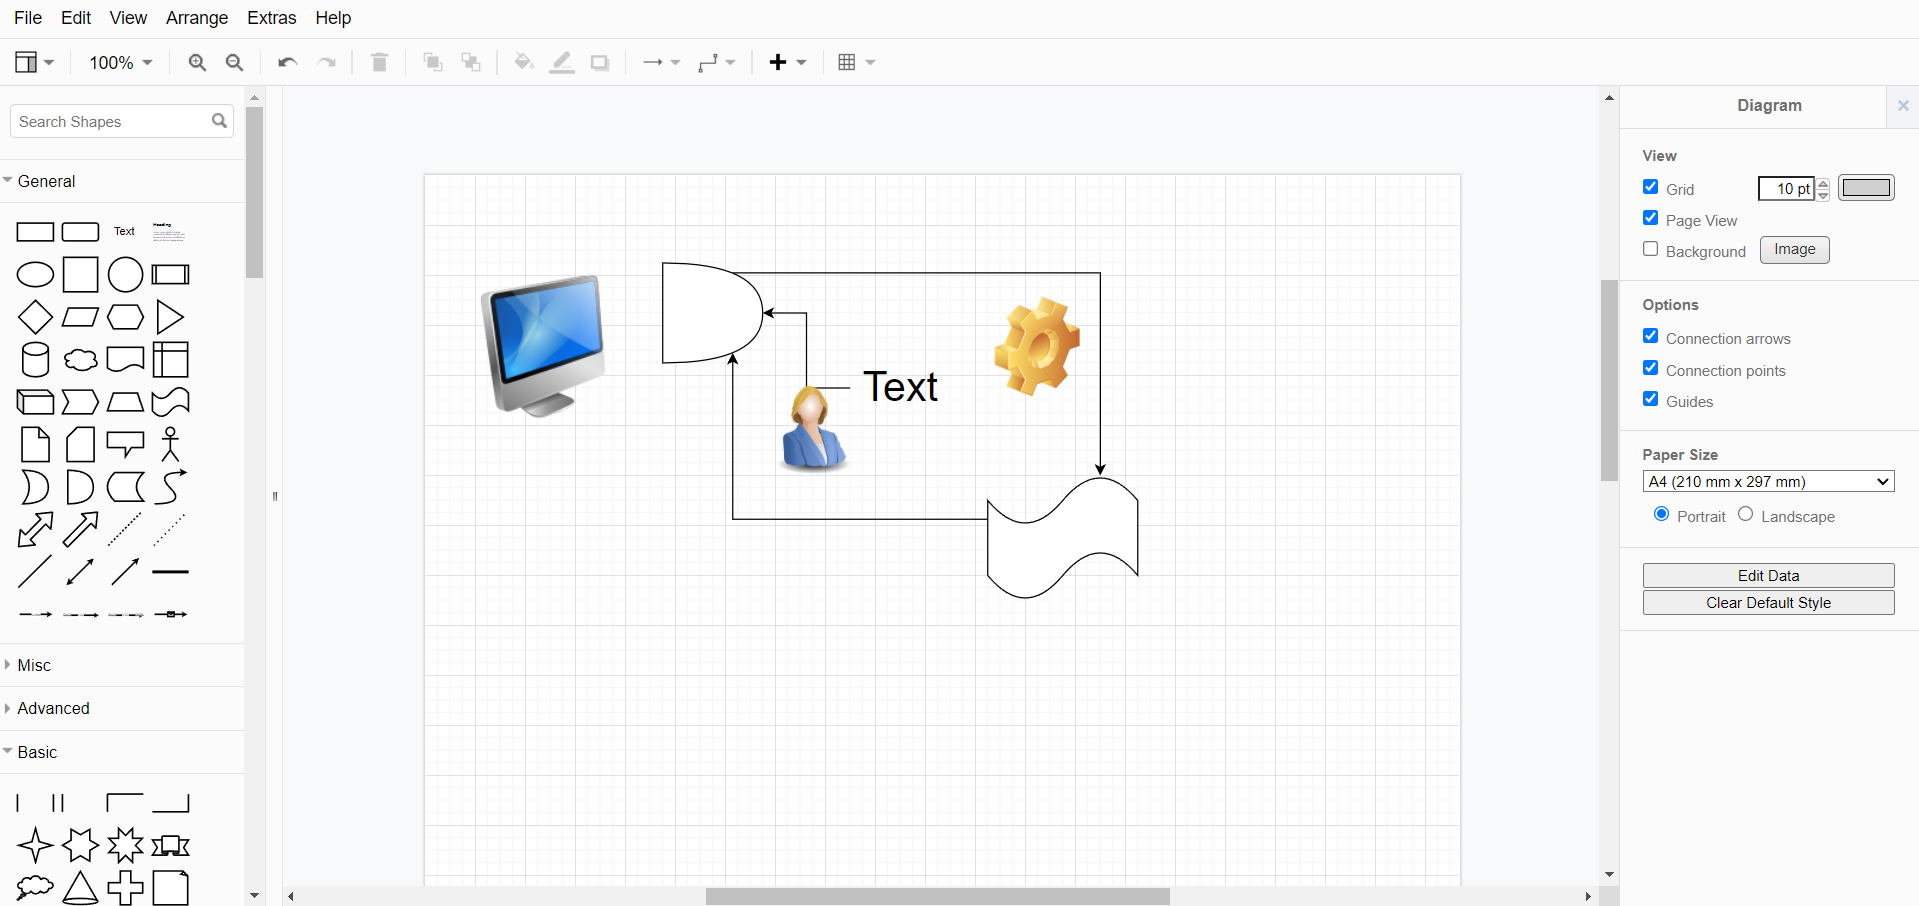 File Edit View Arrange Extras Help
100%
Search Shapes
General
Text
Heading
Misc
Advanced
Basic
Text
Diagram
View
Grid
10 pt
Page View
Background
Image
Options
Connection arrows
Connection points
Guides
Paper Size
A4 (210 mm x 297 mm)
Portrait Landscape
Edit Data
Clear Default Style